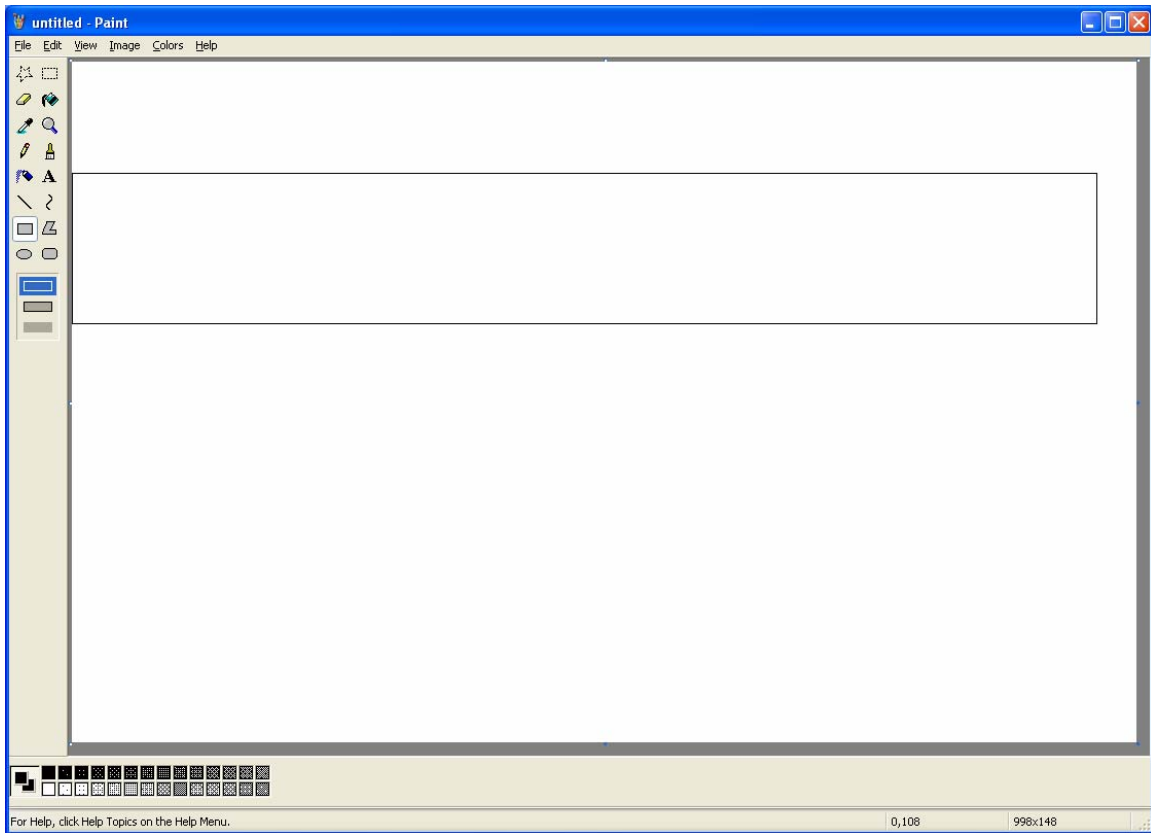 untitled - Paint
File Edit View Image Colors Help
A
For Help, click Help Topics on the Help Menu. 0,108 998x148